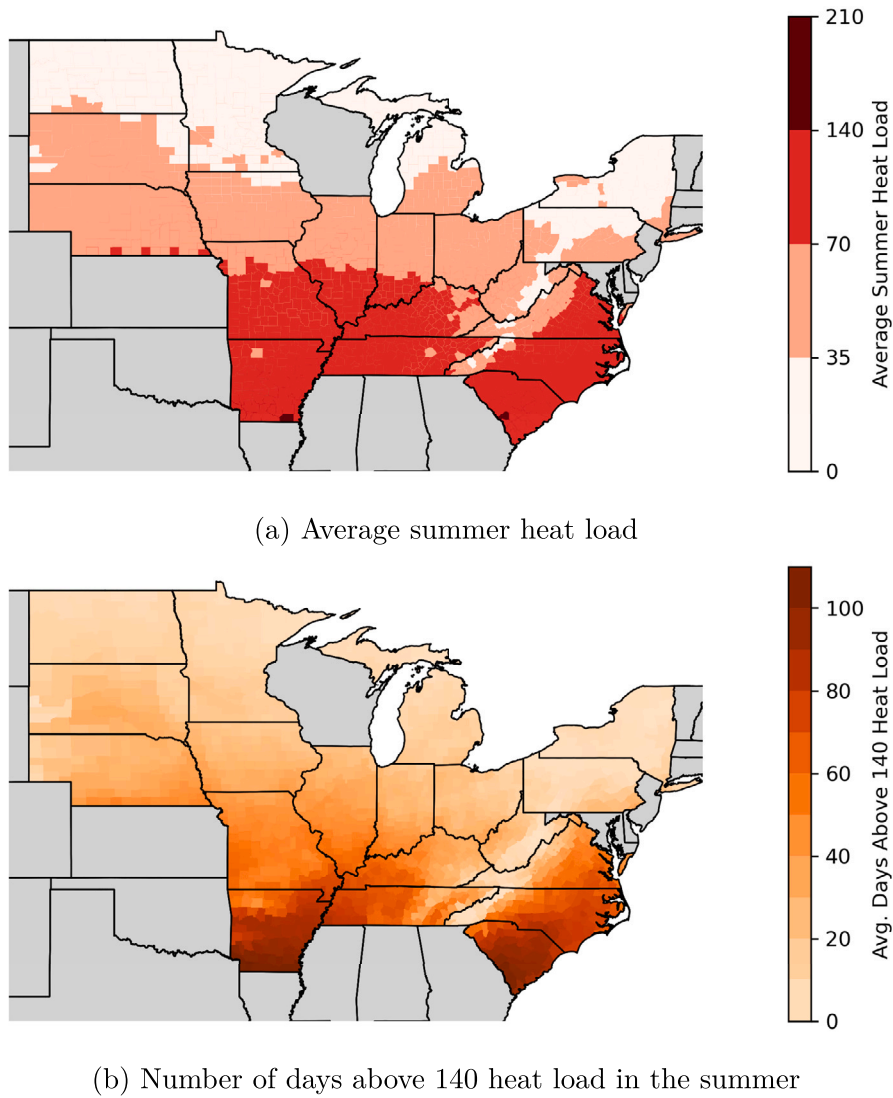 210
140
70
35
0
Average Summer Heat Load
(a) Average summer heat load
100
80
60
40
20
0
Avg. Days Above 140 Heat Load
(b) Number of days above 140 heat load in the summer